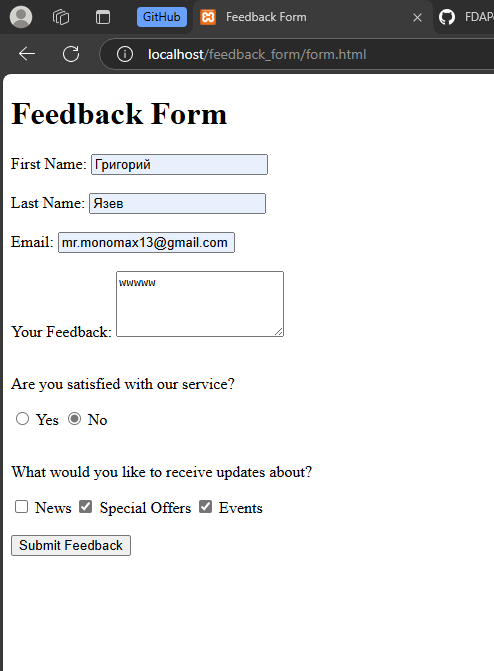 GitHub
Feedback Form
FDAP
localhost/feedback_form/form.html
Feedback Form
First Name: Григорий
Last Name: Язев
Email: mr.monomax13@gmail.com
wwwww
Your Feedback:
Are you satisfied with our service?
Yes No
What would you like to receive updates about?
News Special Offers Events
Submit Feedback